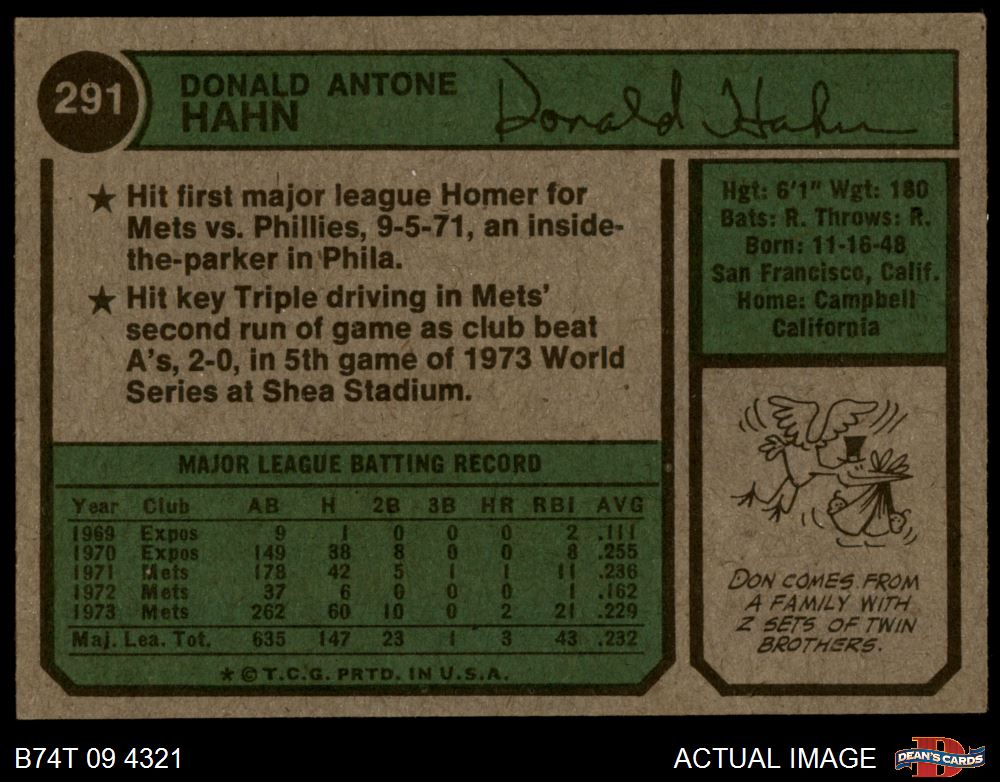 291
DONALD ANTONE
HAHN
Donald Hahn
★ Hit first major league Homer for
Mets vs. Phillies, 9-5-71, an inside-
the-parker in Phila.
★ Hit key Triple driving in Mets'
second run of game as club beat
A's, 2-0, in 5th game of 1973 World
Series at Shea Stadium.
Hgt: 6'1" Wgt: 180
Bats: R. Throws: R.
Born: 11-16-48
San Francisco, Calif.
Home: Campbell
California
MAJOR LEAGUE BATTING RECORD
Year Club AB H 2B 3B HR RBI AVG
1969 Expos 9 1 0 0 0 2 .111
1970 Expos 149 38 8 0 0 8 .255
1971 Mets 178 42 5 1 1 11 .236
1972 Mets 37 6 0 0 0 1 .162
1973 Mets 262 60 10 0 2 21 .229
Maj. Lea. Tot. 635 147 23 1 3 43 .232
* © T.C.G. PRTD. IN U.S.A.
DON COMES FROM
A FAMILY WITH
2 SETS OF TWIN
BROTHERS.
B74T 09 4321
ACTUAL IMAGE
D
DEAN'S CARDS